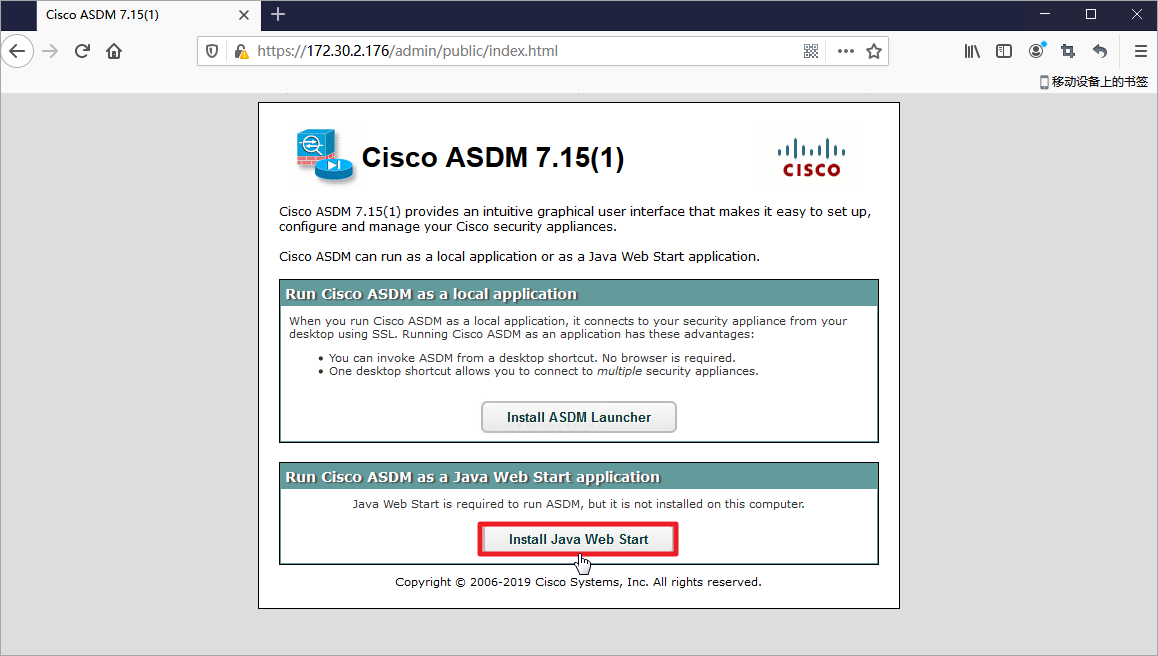 Cisco ASDM 7.15(1)
https://172.30.2.176/admin/public/index.html
移动设备上的书签
Cisco ASDM 7.15(1)
CISCO
Cisco ASDM 7.15(1) provides an intuitive graphical user interface that makes it easy to set up,
configure and manage your Cisco security appliances.
Cisco ASDM can run as a local application or as a Java Web Start application.
Run Cisco ASDM as a local application
When you run Cisco ASDM as a local application, it connects to your security appliance from your
desktop using SSL. Running Cisco ASDM as an application has these advantages:
• You can invoke ASDM from a desktop shortcut. No browser is required.
• One desktop shortcut allows you to connect to multiple security appliances.
Install ASDM Launcher
Run Cisco ASDM as a Java Web Start application
Java Web Start is required to run ASDM, but it is not installed on this computer.
Install Java Web Start
Copyright © 2006-2019 Cisco Systems, Inc. All rights reserved.